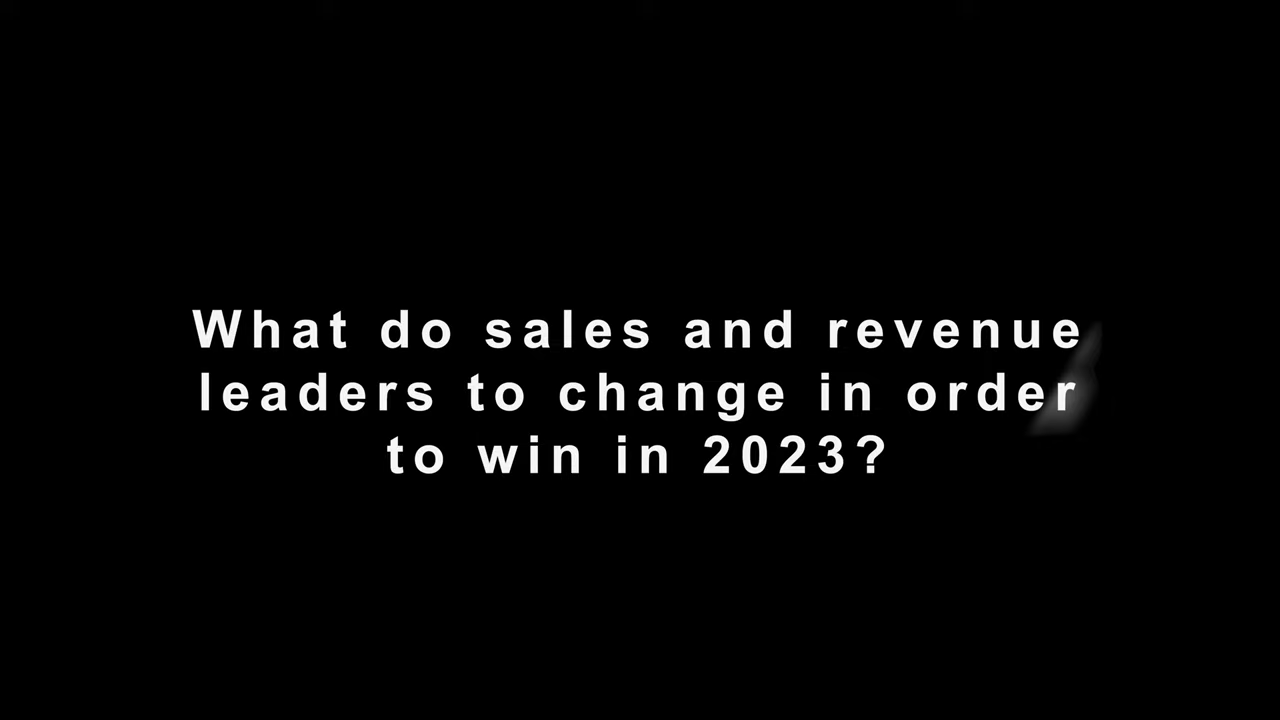 What do sales and revenue
leaders to change in order
to win in 2023?